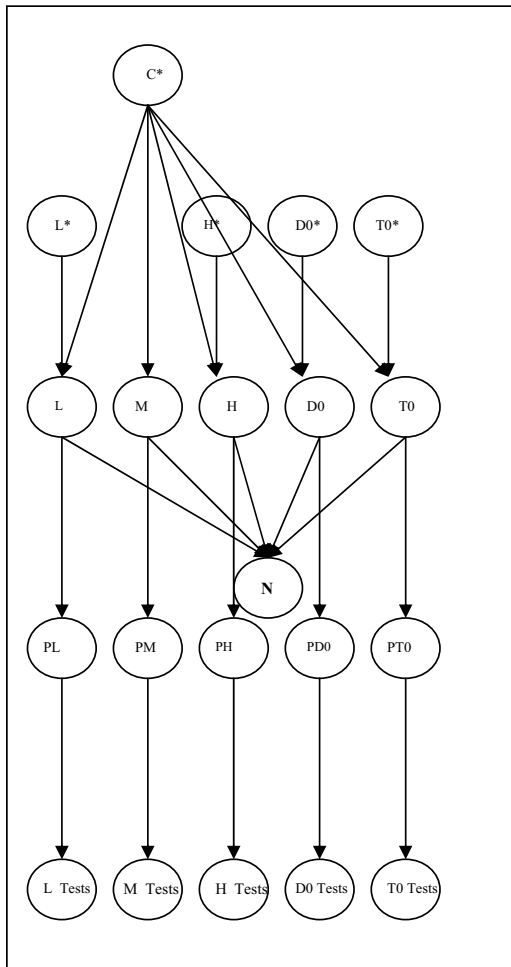 C*
L* H* D0* T0*
L M H D0 T0
N
PL PM PH PD0 PT0
L Tests M Tests H Tests D0 Tests T0 Tests